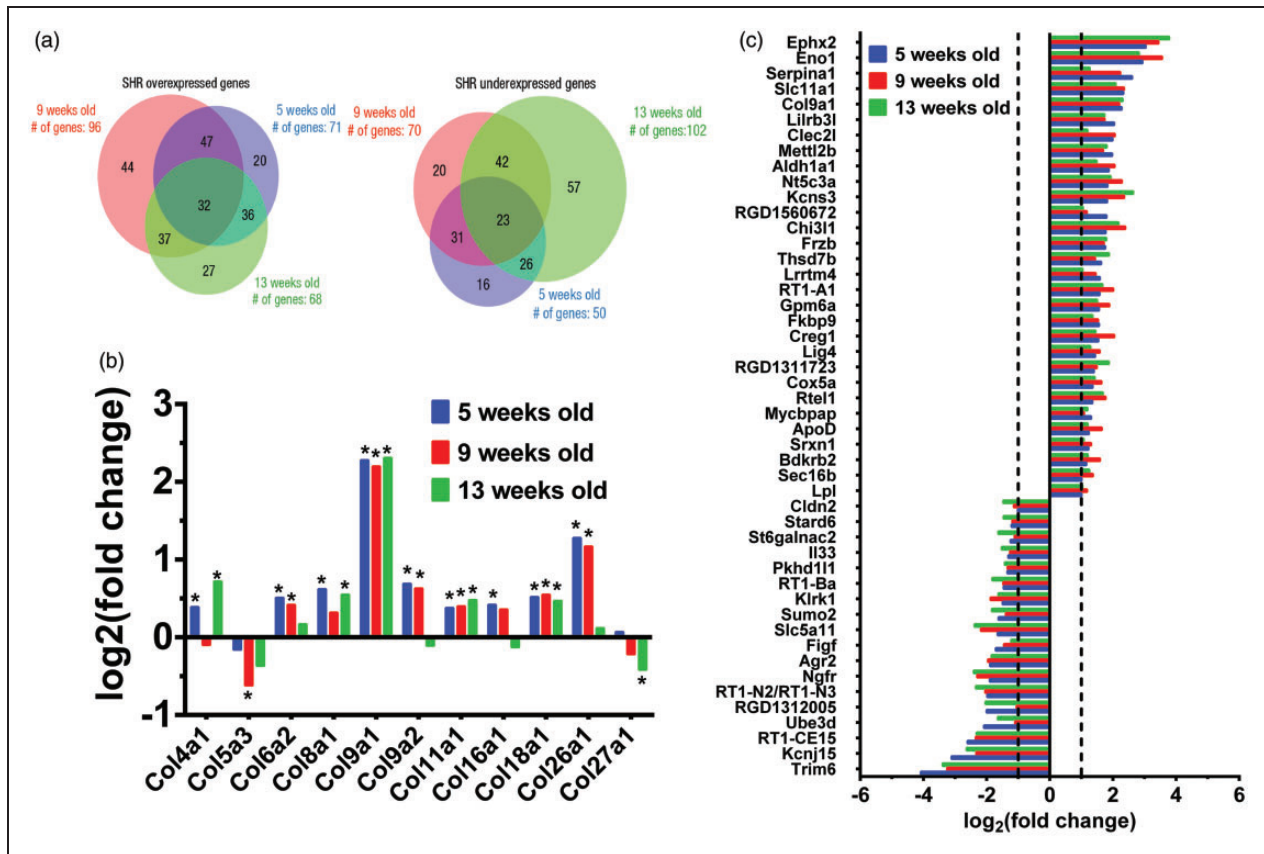 (a)
SHR overexpressed genes
9 weeks old
# of genes: 96
5 weeks old
# of genes: 71
13 weeks old
# of genes: 68
44
47
20
32
37
36
27
SHR underexpressed genes
9 weeks old
# of genes: 70
13 weeks old
# of genes:102
5 weeks old
# of genes: 50
20
42
57
23
31
26
16
(b)
log2(fold change)
3
2
1
0
-1
5 weeks old
9 weeks old
13 weeks old
* * * * * * * * * * * * * * * * * * * * * * *
Col4a1
Col5a3
Col6a2
Col8a1
Col9a1
Col9a2
Col11a1
Col16a1
Col18a1
Col26a1
Col27a1
(c)
5 weeks old
9 weeks old
13 weeks old
Ephx2
Eno1
Serpina1
Slc11a1
Col9a1
Lilrb3l
Clec2l
Mettl2b
Aldh1a1
Nt5c3a
Kcns3
RGD1560672
Chi3l1
Frzb
Thsd7b
Lrrtm4
RT1-A1
Gpm6a
Fkbp9
Creg1
Lig4
RGD1311723
Cox5a
Rtel1
Mycbpap
ApoD
Srxn1
Bdkrb2
Sec16b
Lpl
Cldn2
Stard6
St6galnac2
Il33
Pkhd1l1
RT1-Ba
Klrk1
Sumo2
Slc5a11
Figf
Agr2
Ngfr
RT1-N2/RT1-N3
RGD1312005
Ube3d
RT1-CE15
Kcnj15
Trim6
-6
-4
-2
0
2
4
6
log2(fold change)